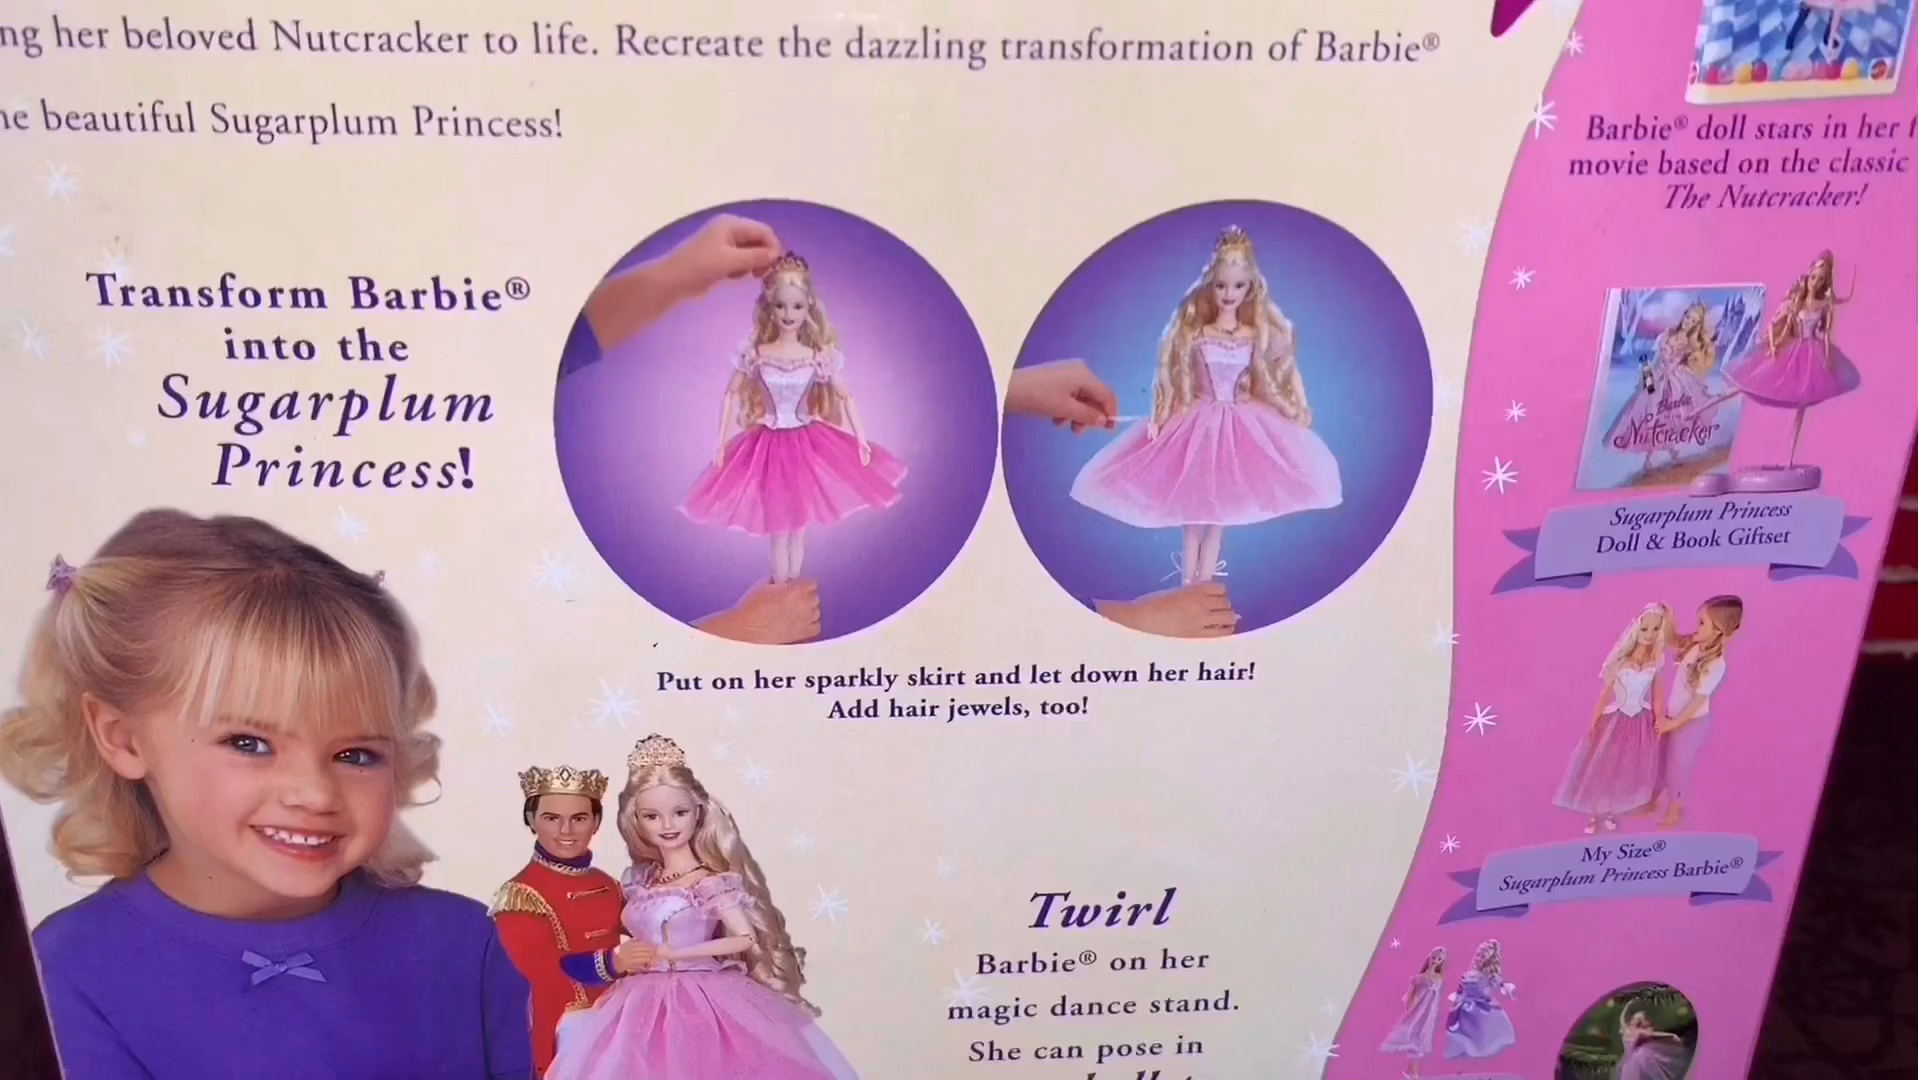 ng her beloved Nutcracker to life. Recreate the dazzling transformation of Barbie®
he beautiful Sugarplum Princess!
Transform Barbie®
into the
Sugarplum
Princess!
Put on her sparkly skirt and let down her hair!
Add hair jewels, too!
Twirl
Barbie® on her
magic dance stand.
She can pose in
Barbie® doll stars in her f
movie based on the classic
The Nutcracker!
Barbie
Nutcracker
Sugarplum Princess
Doll & Book Giftset
My Size®
Sugarplum Princess Barbie®